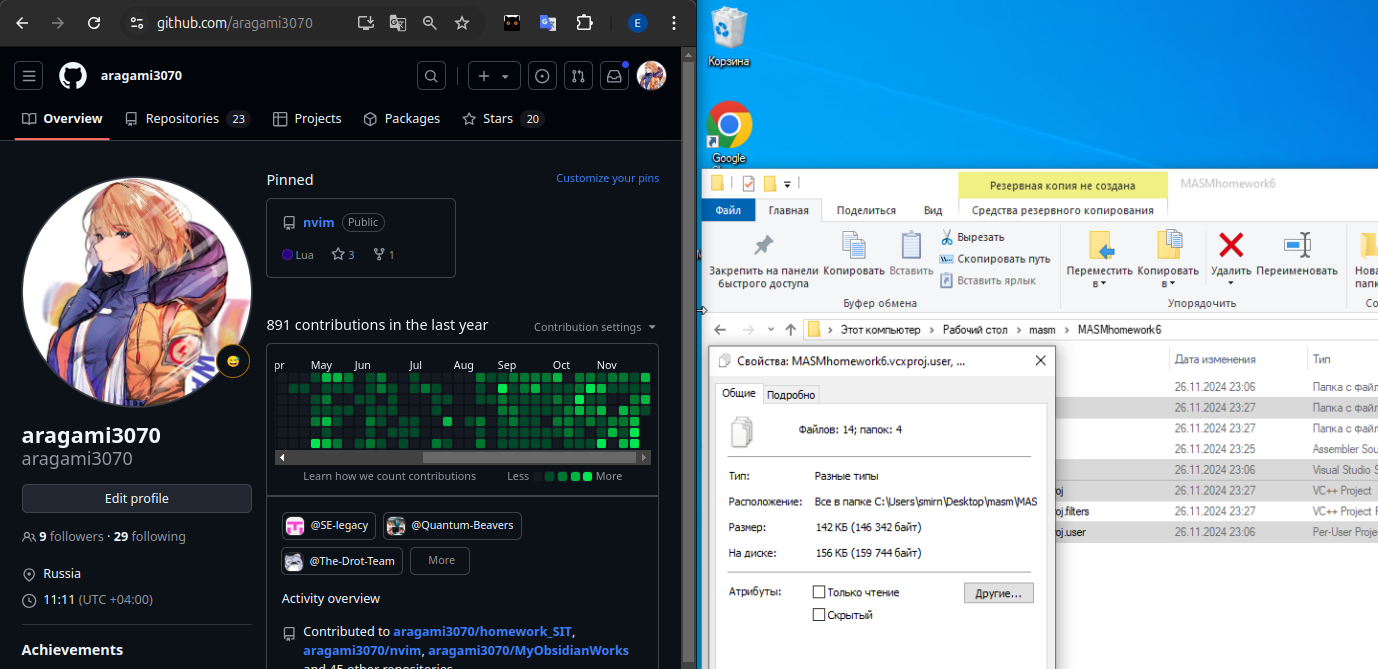 github.com/aragami3070
E
aragami3070
Overview
Repositories 23
Projects
Packages
Stars 20
Pinned
Customize your pins
nvim Public
Lua 3 1
891 contributions in the last year
Contribution settings
pr May Jun Jul Aug Sep Oct Nov
Learn how we count contributions
Less More
aragami3070
aragami3070
Edit profile
9 followers · 29 following
Russia
11:11 (UTC +04:00)
Achievements
@SE-legacy
@Quantum-Beavers
@The-Drot-Team
More
Activity overview
Contributed to aragami3070/homework_SIT,
aragami3070/nvim, aragami3070/MyObsidianWorks
and 45 other repositories
Корзина
Google
Резервная копия не создана
MASMhomework6
Файл
Главная
Поделиться
Вид
Средства резервного копирования
Закрепить на панели
быстрого доступа
Копировать
Вставить
Вырезать
Скопировать путь
Вставить ярлык
Буфер обмена
Переместить
в
Копировать
в
Удалить
Переименовать
Упорядочить
Этот компьютер
Рабочий стол
masm
MASMhomework6
Дата изменения
Тип
26.11.2024 23:06 Папка с фай
26.11.2024 23:27 Папка с фай
26.11.2024 23:27 Папка с фай
26.11.2024 23:25 Assembler Sou
26.11.2024 23:06 Visual Studio S
oj 26.11.2024 23:27 VC++ Project
oj.filters 26.11.2024 23:27 VC++ Project F
oj.user 26.11.2024 23:06 Per-User Proje
Свойства: MASMhomework6.vcxproj.user, ...
Общие
Подробно
Файлов: 14; папок: 4
Тип: Разные типы
Расположение: Все в папке C:\Users\smirn\Desktop\masm\MAS
Размер: 142 КБ (146 342 байт)
На диске: 156 КБ (159 744 байт)
Атрибуты:
Только чтение
Другие...
Скрытый